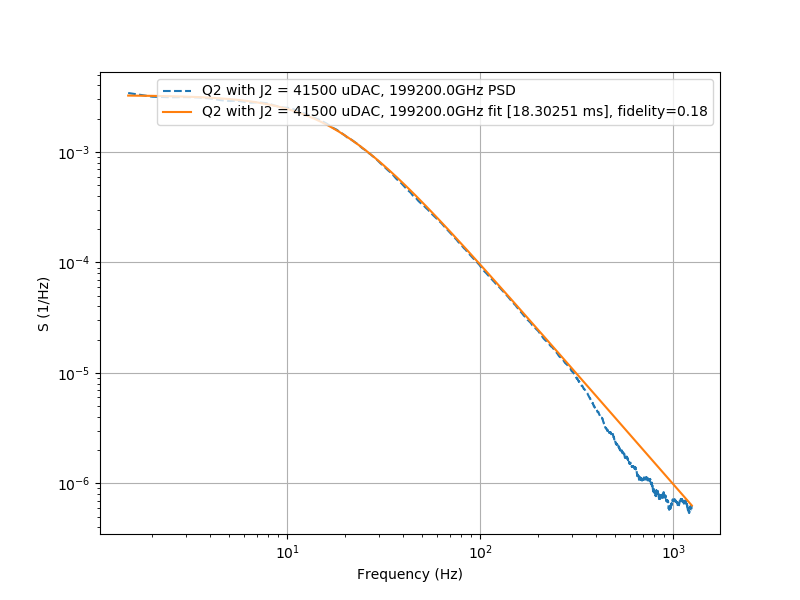 Q2 with J2 = 41500 uDAC, 199200.0GHz PSD
Q2 with J2 = 41500 uDAC, 199200.0GHz fit [18.30251 ms], fidelity=0.18
S (1/Hz)
10⁻³
10⁻⁴
10⁻⁵
10⁻⁶
10¹ 10² 10³
Frequency (Hz)